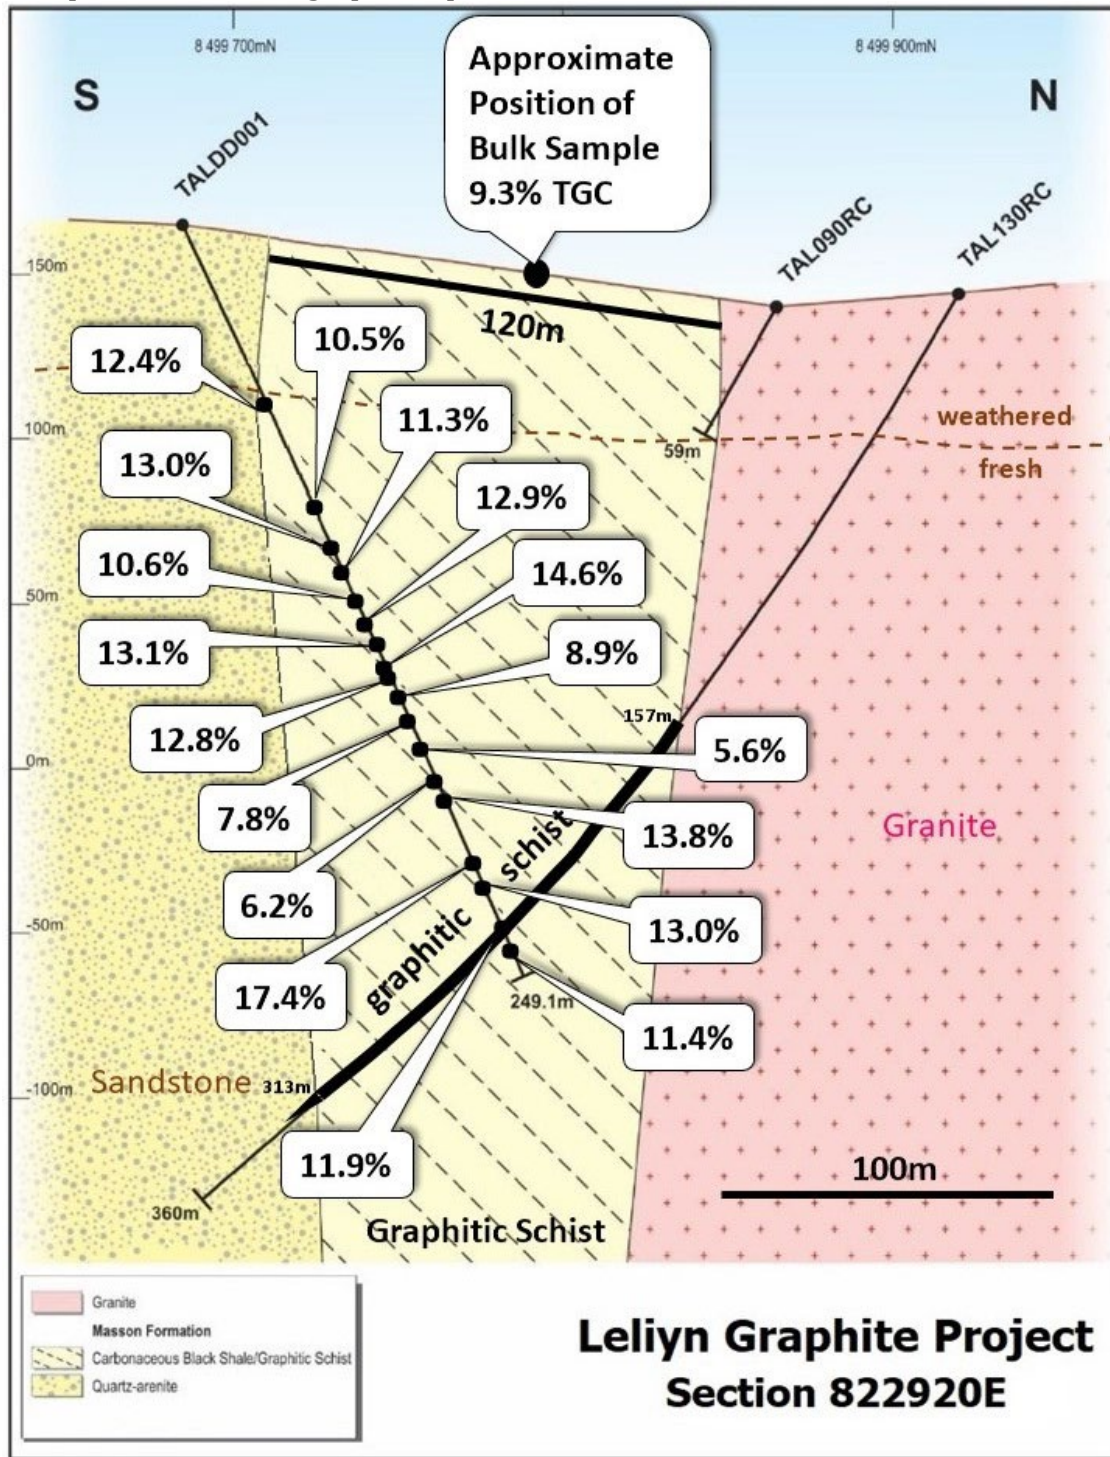 8 499 700mN
8 499 900mN
S
N
Approximate
Position of
Bulk Sample
9.3% TGC
TALDD001
TAL090RC
TAL130RC
150m
120m
10.5%
12.4%
11.3%
weathered
100m
59m
13.0%
fresh
12.9%
10.6%
14.6%
50m
13.1%
8.9%
157m
12.8%
5.6%
0m
7.8%
schist
13.8%
Granite
6.2%
graphitic
-50m
13.0%
17.4%
249.1m
11.4%
Sandstone
313m
-100m
11.9%
100m
360m
Graphitic Schist
Granite
Masson Formation
Carbonaceous Black Shale/Graphitic Schist
Quartz-arenite
Leliyn Graphite Project
Section 822920E